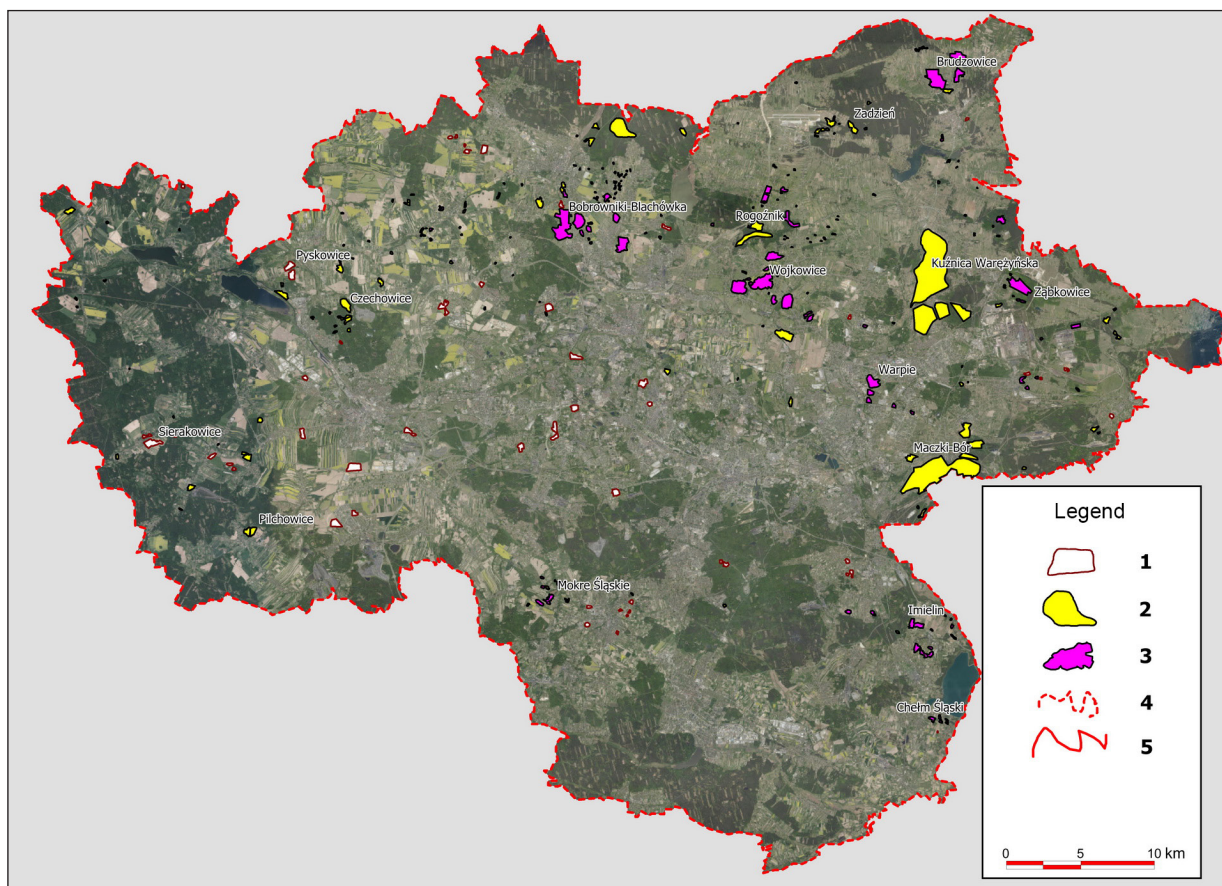 Brudzowice
Zadzień
Bobrowniki-Blachówka
Rogoźnik
Pyskowice
Kuźnica Warężyńska
Wojkowice
Ząbkowice
Czechowice
Warpie
Sierakowice
Maczki-Bór
Pilchowice
Mokre Śląskie
Imielin
Chełm Śląski
Legend
1
2
3
4
5
0 5 10 km